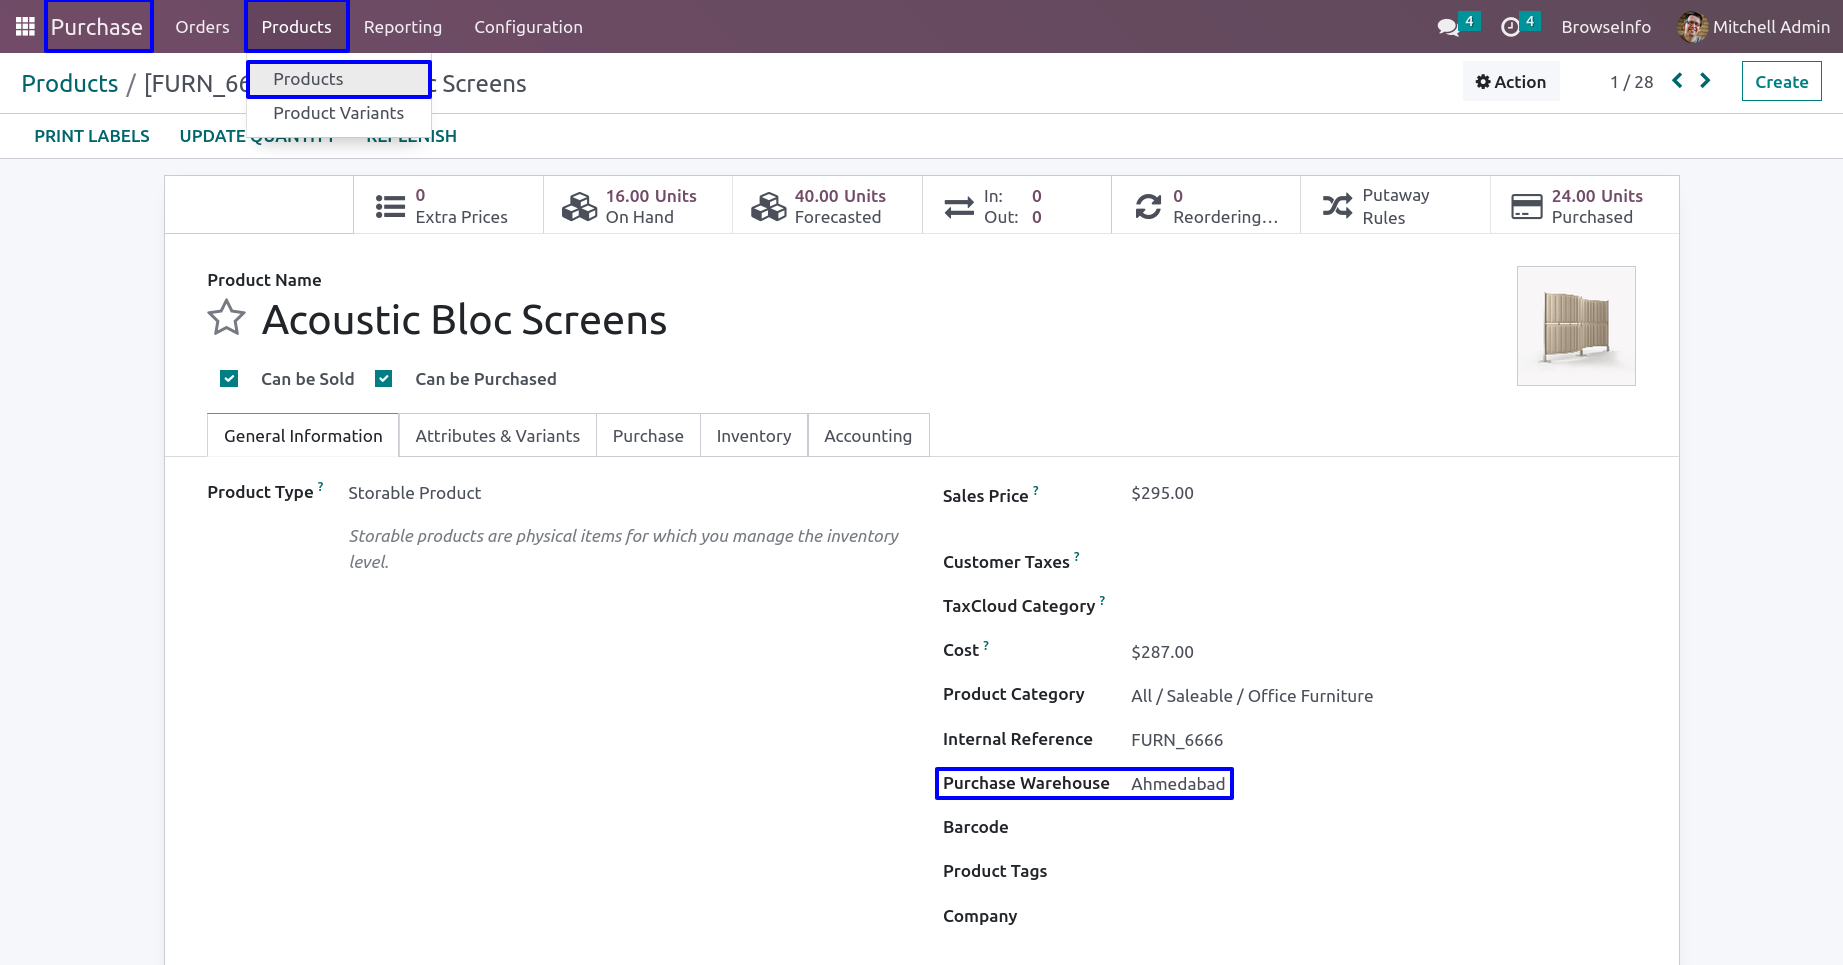 Purchase Orders Products Reporting Configuration 4 4 BrowseInfo Mitchell Admin
Products / [FURN_66 Screens Action 1 / 28 Create
Products
Product Variants
PRINT LABELS UPDATE QUANTITY REPLENISH
0
Extra Prices
16.00 Units
On Hand
40.00 Units
Forecasted
In: 0
Out: 0
0
Reordering...
Putaway
Rules
24.00 Units
Purchased
Product Name
Acoustic Bloc Screens
Can be Sold Can be Purchased
General Information Attributes & Variants Purchase Inventory Accounting
Product Type ? Storable Product
Storable products are physical items for which you manage the inventory
level.
Sales Price ? $295.00
Customer Taxes ?
TaxCloud Category ?
Cost ? $287.00
Product Category All / Saleable / Office Furniture
Internal Reference FURN_6666
Purchase Warehouse Ahmedabad
Barcode
Product Tags
Company